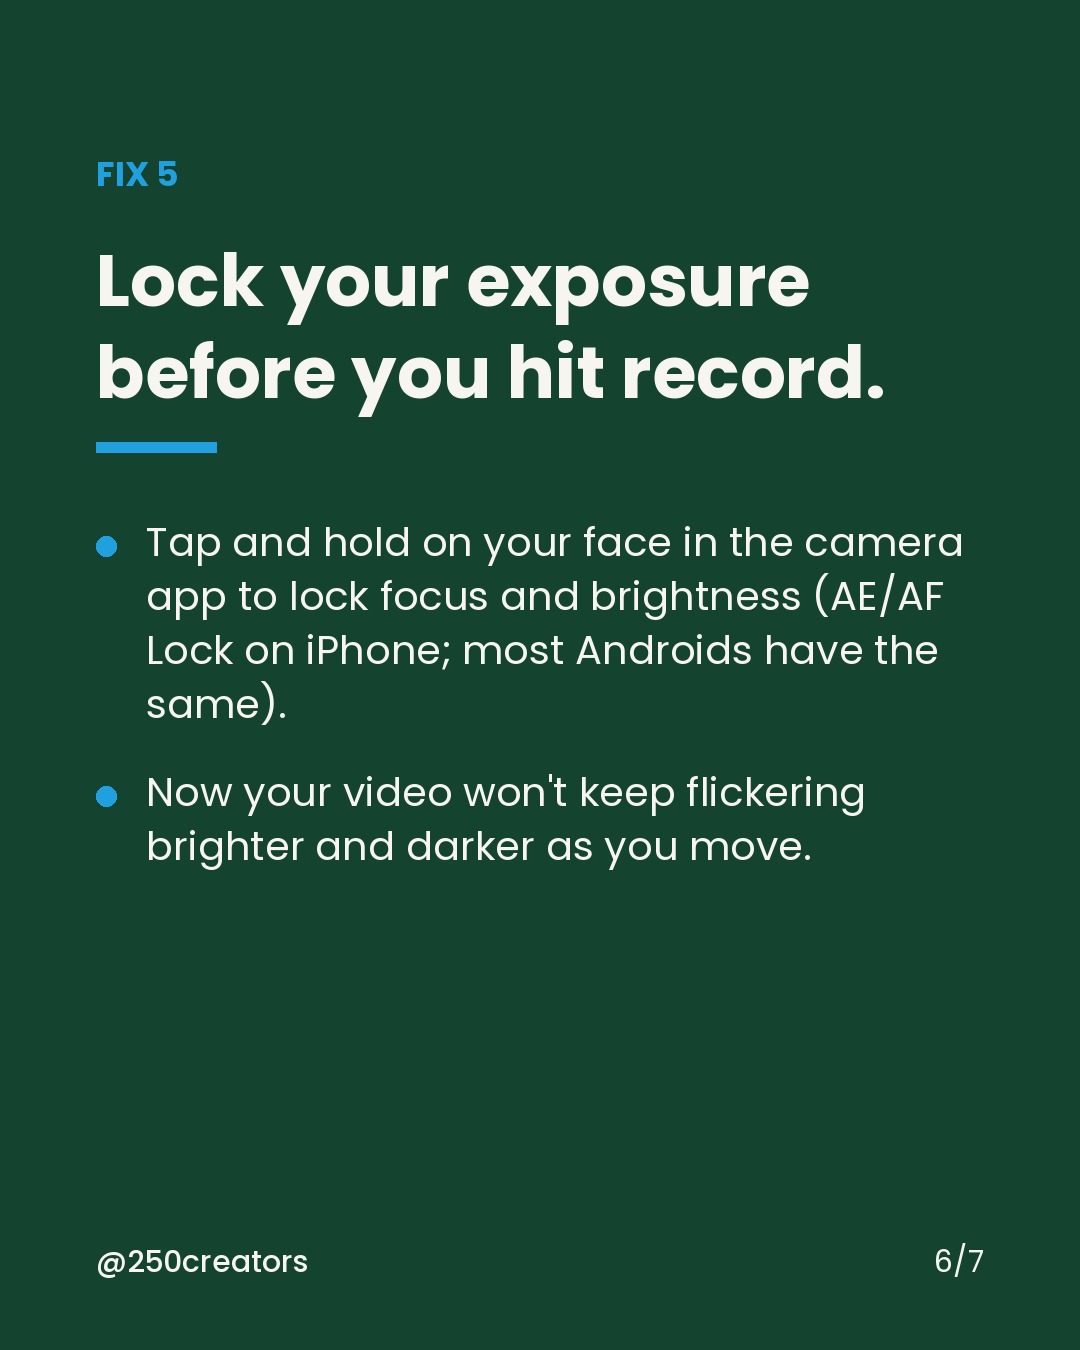 FIX 5
Lock your exposure
before you hit record.
Tap and hold on your face in the camera
app to lock focus and brightness (AE/AF
Lock on iPhone; most Androids have the
same).
Now your video won't keep flickering
brighter and darker as you move.
@250creators
6/7